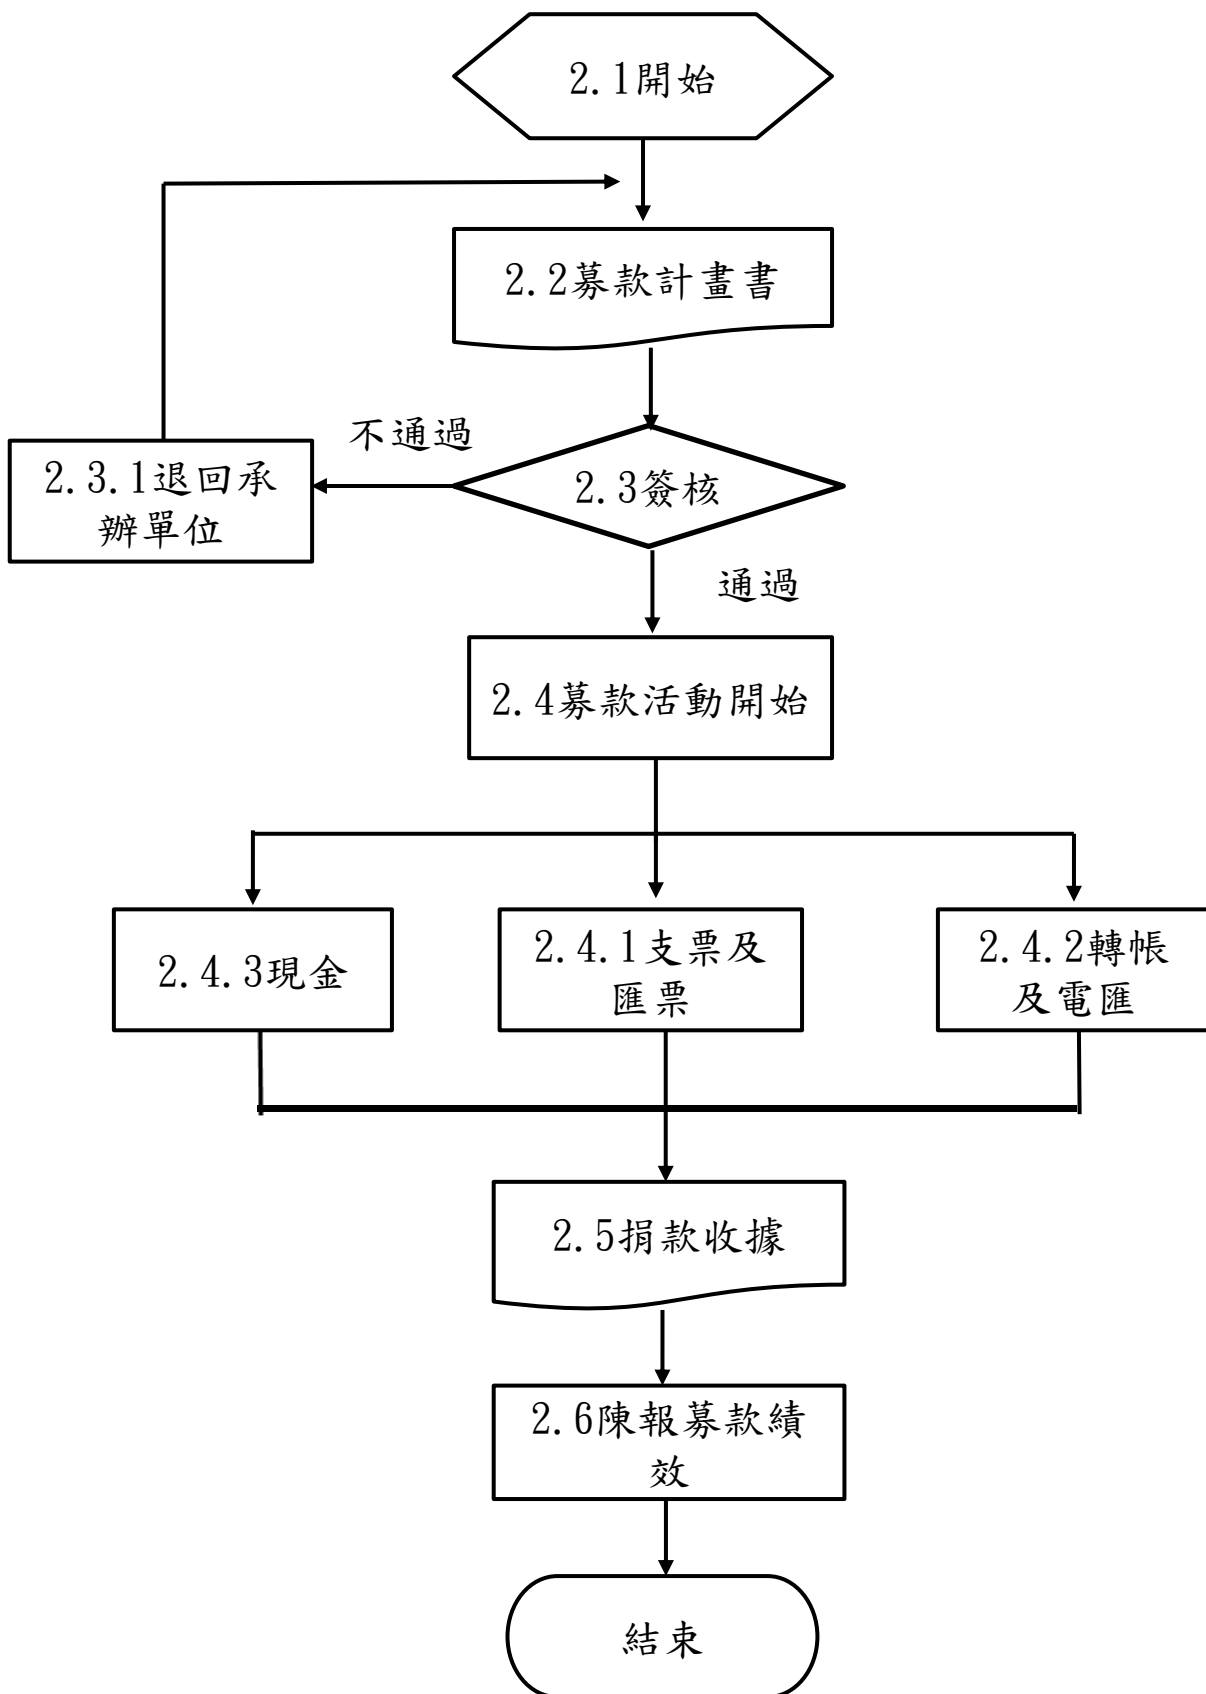 2.1開始
2.2募款計畫書
不通過
2.3.1退回承
辦單位
2.3簽核
通過
2.4募款活動開始
2.4.3現金
2.4.1支票及
匯票
2.4.2轉帳
及電匯
2.5捐款收據
2.6陳報募款績
效
結束